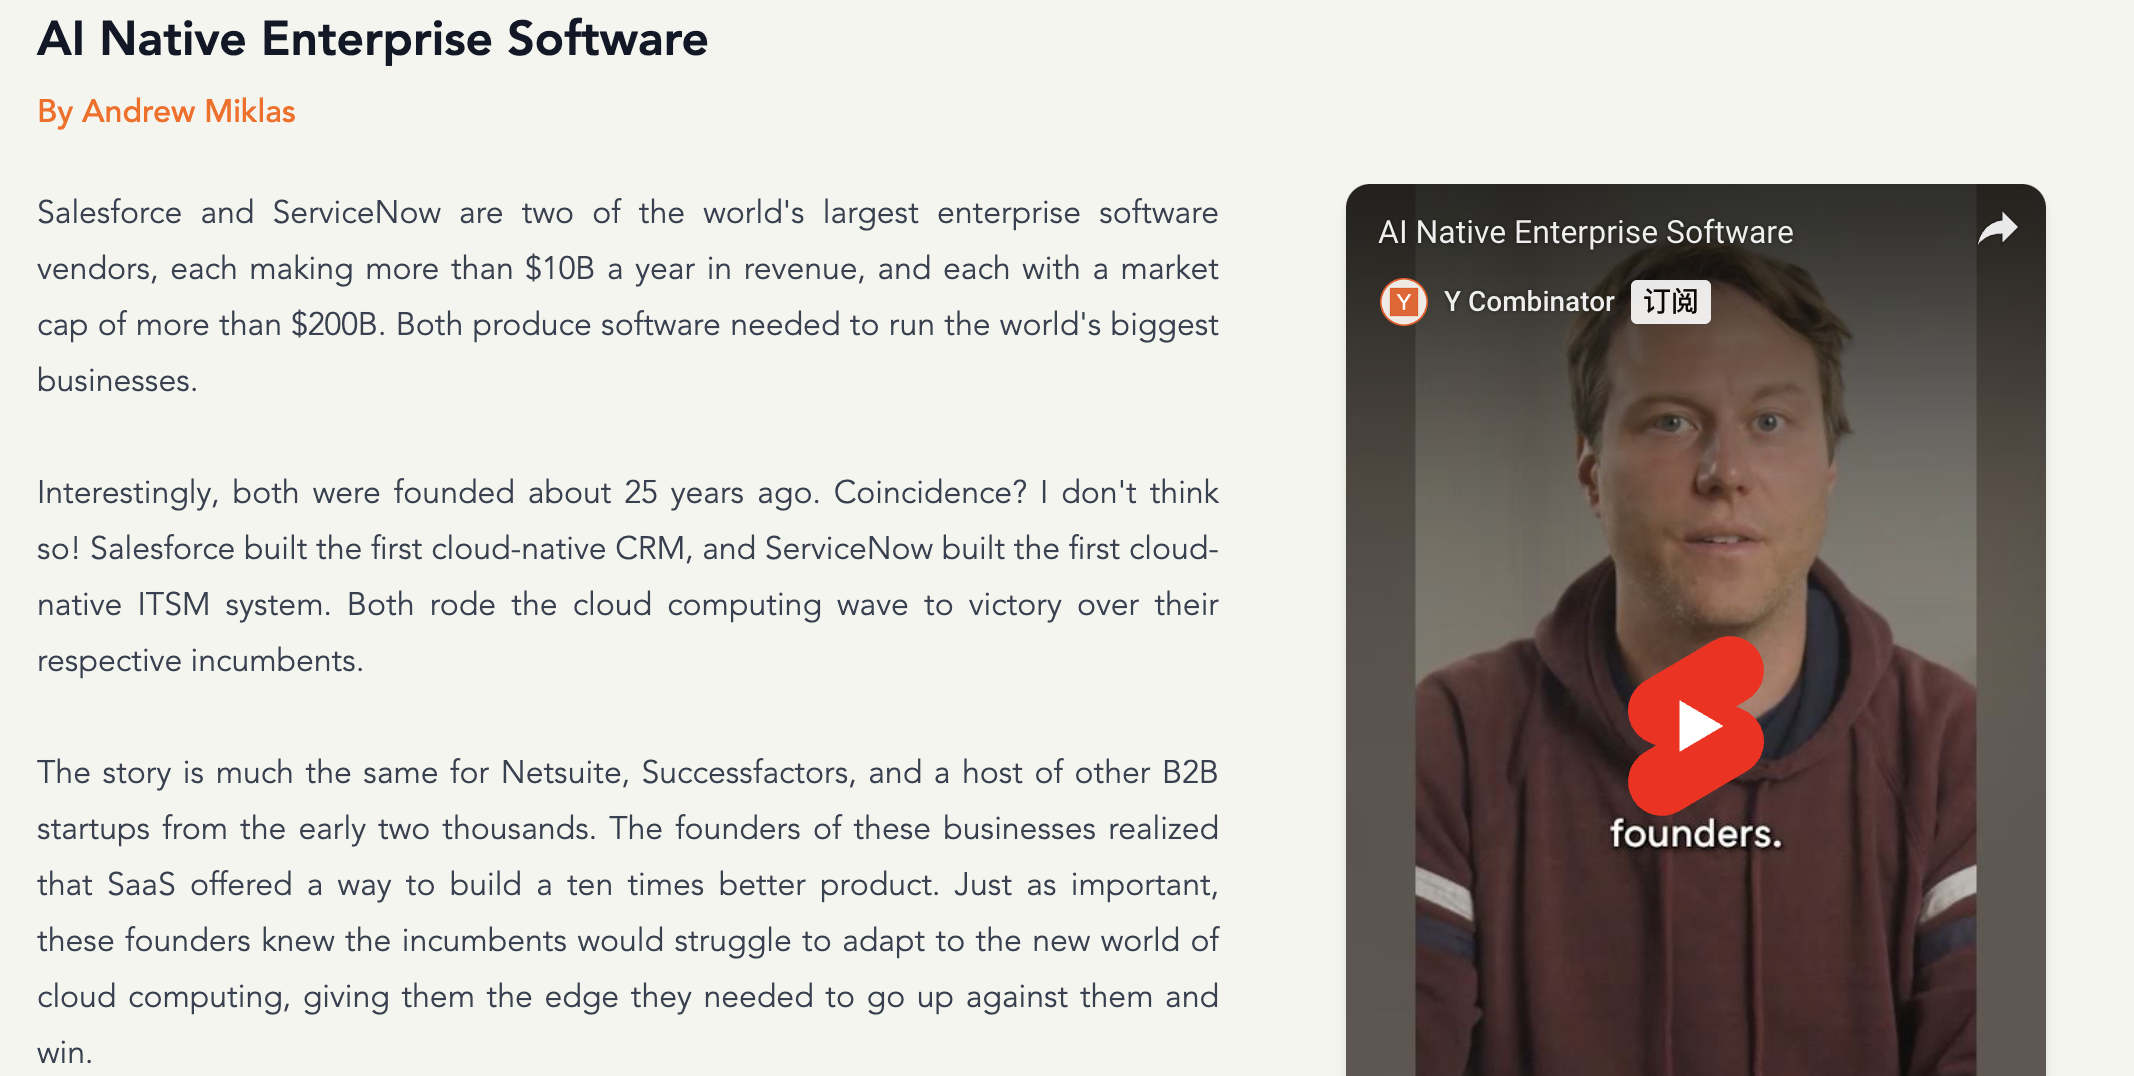 AI Native Enterprise Software
By Andrew Miklas
Salesforce and ServiceNow are two of the world's largest enterprise software
vendors, each making more than $10B a year in revenue, and each with a market
cap of more than $200B. Both produce software needed to run the world's biggest
businesses.
Interestingly, both were founded about 25 years ago. Coincidence? I don't think
so! Salesforce built the first cloud-native CRM, and ServiceNow built the first cloud-
native ITSM system. Both rode the cloud computing wave to victory over their
respective incumbents.
The story is much the same for Netsuite, Successfactors, and a host of other B2B
startups from the early two thousands. The founders of these businesses realized
that SaaS offered a way to build a ten times better product. Just as important,
these founders knew the incumbents would struggle to adapt to the new world of
cloud computing, giving them the edge they needed to go up against them and
win.
AI Native Enterprise Software
Y Y Combinator 订阅
founders.